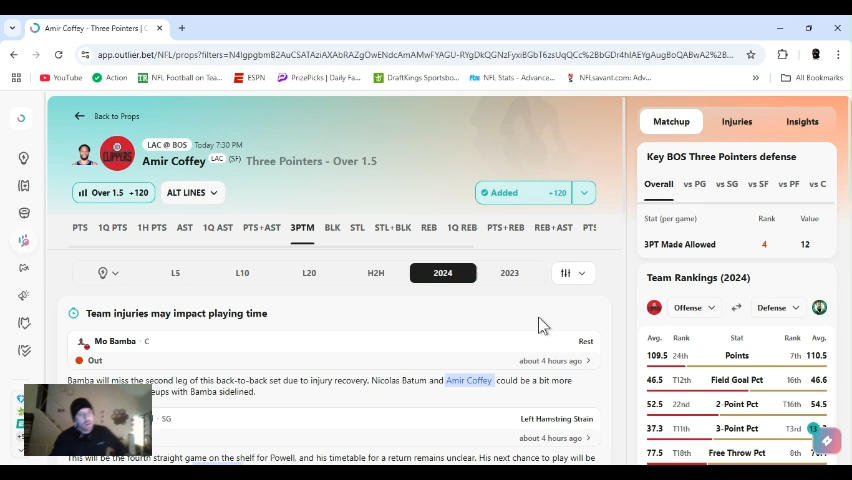 Amir Coffey - Three Pointers | C
app.outlier.bet/NFL/props?filters=
YouTube
Action
NFL Football on Tea...
ESPN
PrizePicks | Daily Fa...
DraftKings Sportsbo...
NFL Stats - Advance...
NFLsavant.com: Adv...
All Bookmarks
Back to Props
LAC @ BOS Today 7:30 PM
Amir Coffey LAC (SF) Three Pointers - Over 1.5
Over 1.5 +120 ALT LINES
Added +120
PTS 1Q PTS 1H PTS AST 1Q AST PTS+AST 3PTM BLK STL STL+BLK REB 1Q REB PTS+REB REB+AST PTS
L5 L10 L20 H2H 2024 2023
Team injuries may impact playing time
Mo Bamba · C Rest
Out about 4 hours ago
Bamba will miss the second leg of this back-to-back set due to injury recovery. Nicolas Batum and Amir Coffey could be a bit more
with Bamba sidelined.
SG Left Hamstring Strain
about 4 hours ago
This will be the fourth straight game on the shelf for Powell, and his timetable for a return remains unclear. His next chance to play will be
Matchup Injuries Insights
Key BOS Three Pointers defense
Overall vs PG vs SG vs SF vs PF vs C
Stat (per game) Rank Value
3PT Made Allowed 4 12
Team Rankings (2024)
Offense Defense
Avg. Rank Stat Rank Avg.
109.5 24th Points 7th 110.5
46.5 T12th Field Goal Pct 16th 46.6
52.5 22nd 2-Point Pct T16th 54.5
37.3 T11th 3-Point Pct T3rd
77.5 T18th Free Throw Pct 8th